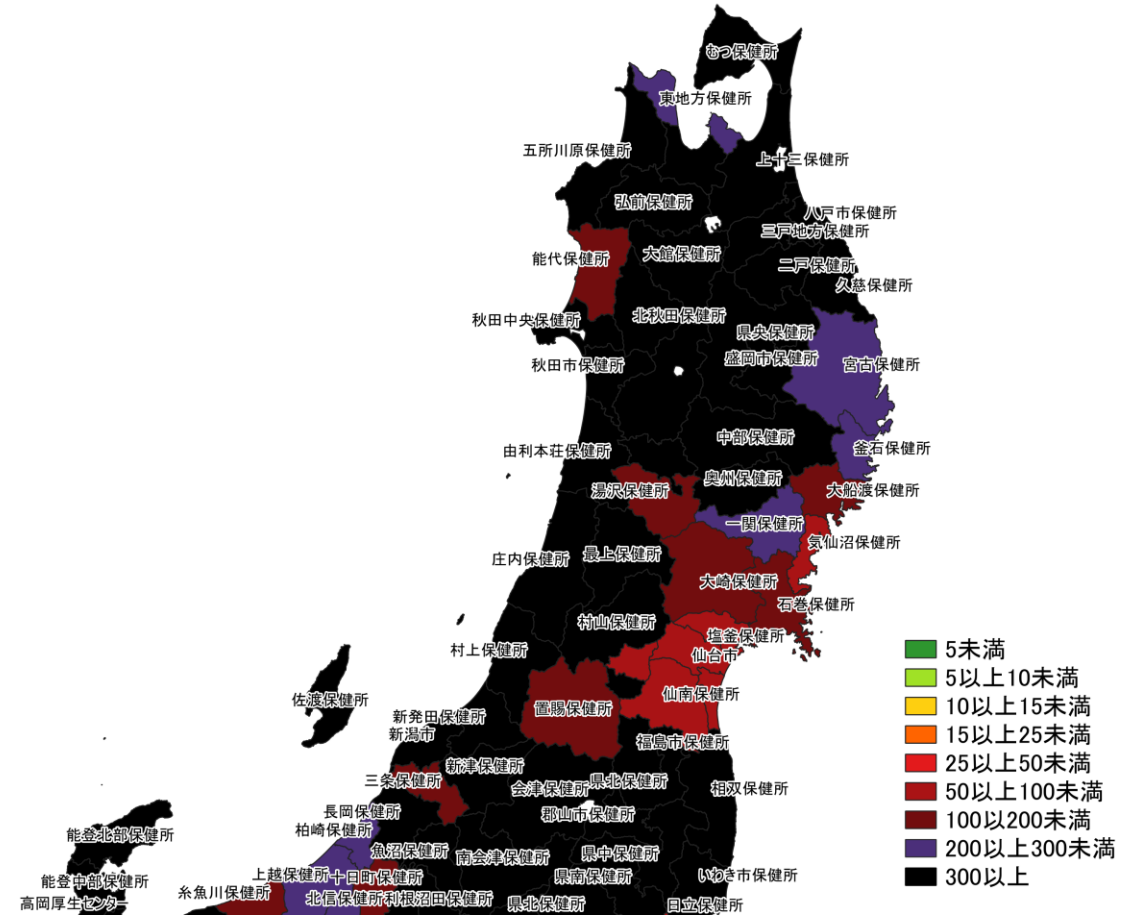 むつ保健所
東地方保健所
五所川原保健所
上十三保健所
弘前保健所
八戸市保健所
三戸地方保健所
能代保健所
大館保健所
二戸保健所
久慈保健所
秋田中央保健所
北秋田保健所
県央保健所
秋田市保健所
盛岡市保健所
宮古保健所
中部保健所
由利本荘保健所
釜石保健所
奥州保健所
湯沢保健所
大船渡保健所
一関保健所
気仙沼保健所
庄内保健所
最上保健所
大崎保健所
石巻保健所
村山保健所
塩釜保健所
村上保健所
仙台市
佐渡保健所
仙南保健所
置賜保健所
新発田保健所
新潟市
福島市保健所
新津保健所
三条保健所
会津保健所
県北保健所
相双保健所
長岡保健所
郡山市保健所
柏崎保健所
能登北部保健所
魚沼保健所
南会津保健所
県中保健所
上越保健所
十日町保健所
県南保健所
いわき市保健所
能登中部保健所
糸魚川保健所
北信保健所
利根沼田保健所
高岡厚生センター
県北保健所
日立保健所
5未満
5以上10未満
10以上15未満
15以上25未満
25以上50未満
50以上100未満
100以200未満
200以上300未満
300以上